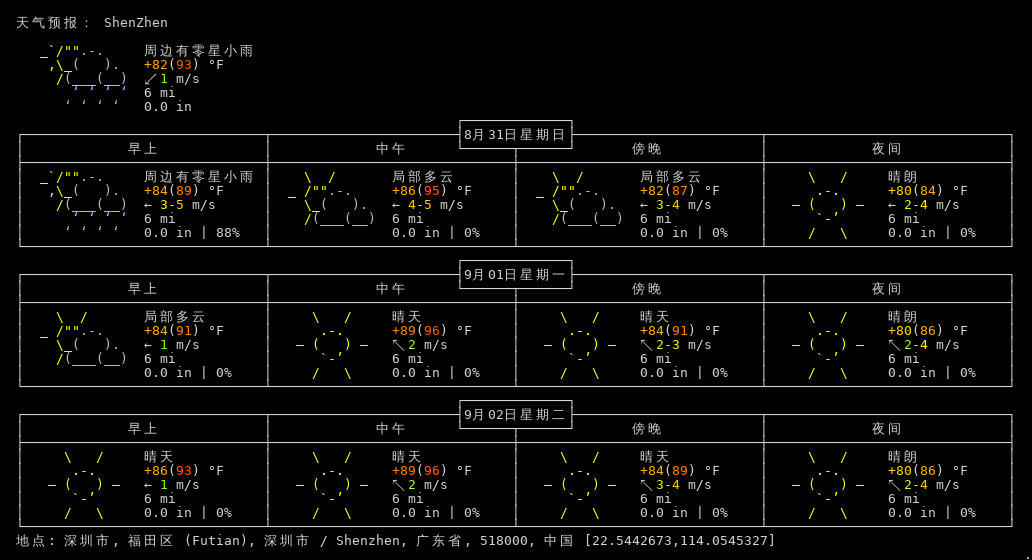 天气预报： ShenZhen
周边有零星小雨
+82(93) °F
↙ 1 m/s
6 mi
0.0 in
8月31日星期日
早上 中午 傍晚 夜间
周边有零星小雨 局部多云 局部多云 晴朗
+84(89) °F +86(95) °F +82(87) °F +80(84) °F
← 3-5 m/s ← 4-5 m/s ← 3-4 m/s ← 2-4 m/s
6 mi 6 mi 6 mi 6 mi
0.0 in | 88% 0.0 in | 0% 0.0 in | 0% 0.0 in | 0%
9月01日星期一
早上 中午 傍晚 夜间
局部多云 晴天 晴天 晴朗
+84(91) °F +89(96) °F +84(91) °F +80(86) °F
← 1 m/s ↖ 2 m/s ↖ 2-3 m/s ↖ 2-4 m/s
6 mi 6 mi 6 mi 6 mi
0.0 in | 0% 0.0 in | 0% 0.0 in | 0% 0.0 in | 0%
9月02日星期二
早上 中午 傍晚 夜间
晴天 晴天 晴天 晴朗
+86(93) °F +89(96) °F +84(89) °F +80(86) °F
← 1 m/s ↖ 2 m/s ↖ 3-4 m/s ↖ 2-4 m/s
6 mi 6 mi 6 mi 6 mi
0.0 in | 0% 0.0 in | 0% 0.0 in | 0% 0.0 in | 0%
地点: 深圳市, 福田区 (Futian), 深圳市 / Shenzhen, 广东省, 518000, 中国 [22.5442673,114.0545327]